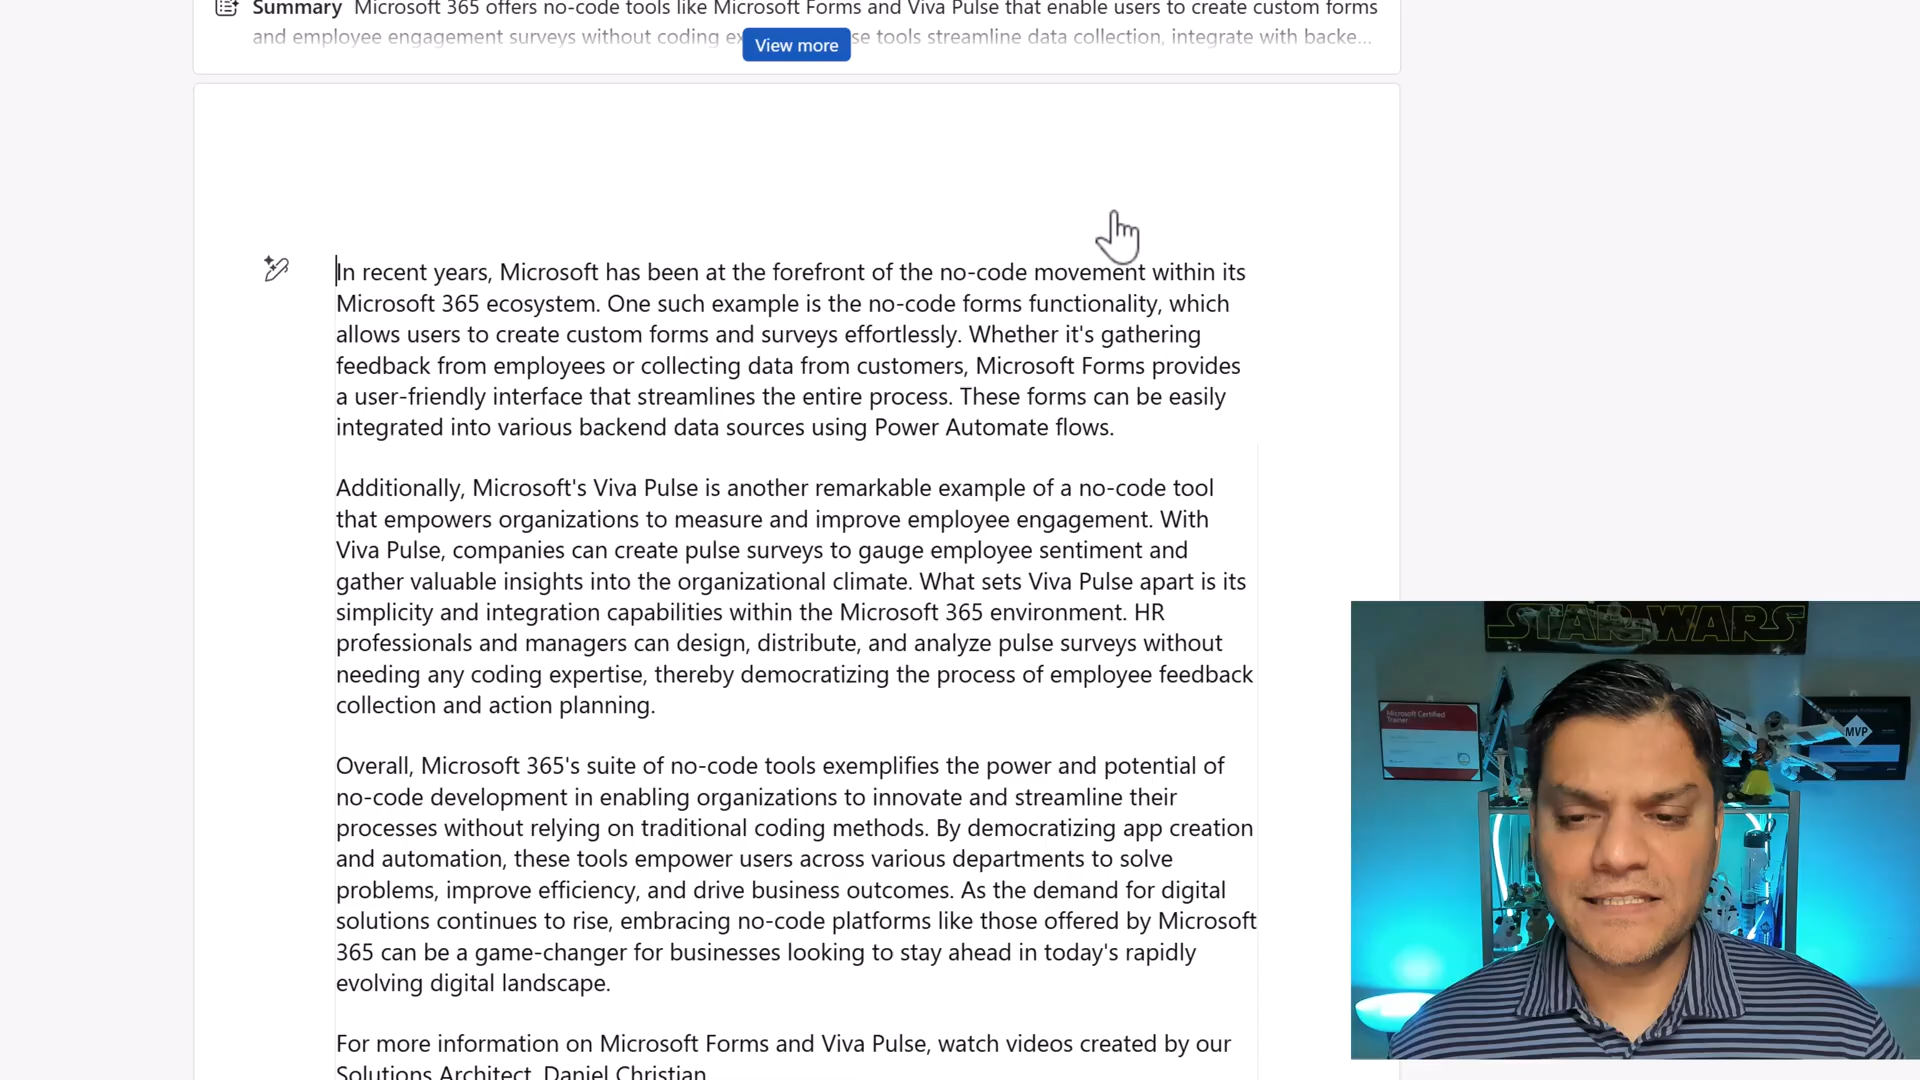 Summary Microsoft 365 offers no-code tools like Microsoft Forms and Viva Pulse that enable users to create custom forms
and employee engagement surveys without coding se tools streamline data collection, integrate with backe...
View more
In recent years, Microsoft has been at the forefront of the no-code movement within its
Microsoft 365 ecosystem. One such example is the no-code forms functionality, which
allows users to create custom forms and surveys effortlessly. Whether it's gathering
feedback from employees or collecting data from customers, Microsoft Forms provides
a user-friendly interface that streamlines the entire process. These forms can be easily
integrated into various backend data sources using Power Automate flows.
Additionally, Microsoft's Viva Pulse is another remarkable example of a no-code tool
that empowers organizations to measure and improve employee engagement. With
Viva Pulse, companies can create pulse surveys to gauge employee sentiment and
gather valuable insights into the organizational climate. What sets Viva Pulse apart is its
simplicity and integration capabilities within the Microsoft 365 environment. HR
professionals and managers can design, distribute, and analyze pulse surveys without
needing any coding expertise, thereby democratizing the process of employee feedback
collection and action planning.
Overall, Microsoft 365's suite of no-code tools exemplifies the power and potential of
no-code development in enabling organizations to innovate and streamline their
processes without relying on traditional coding methods. By democratizing app creation
and automation, these tools empower users across various departments to solve
problems, improve efficiency, and drive business outcomes. As the demand for digital
solutions continues to rise, embracing no-code platforms like those offered by Microsoft
365 can be a game-changer for businesses looking to stay ahead in today's rapidly
evolving digital landscape.
For more information on Microsoft Forms and Viva Pulse, watch videos created by our
Solutions Architect, Daniel Christian
STAR WARS
Microsoft Certified
Trainer
MVP